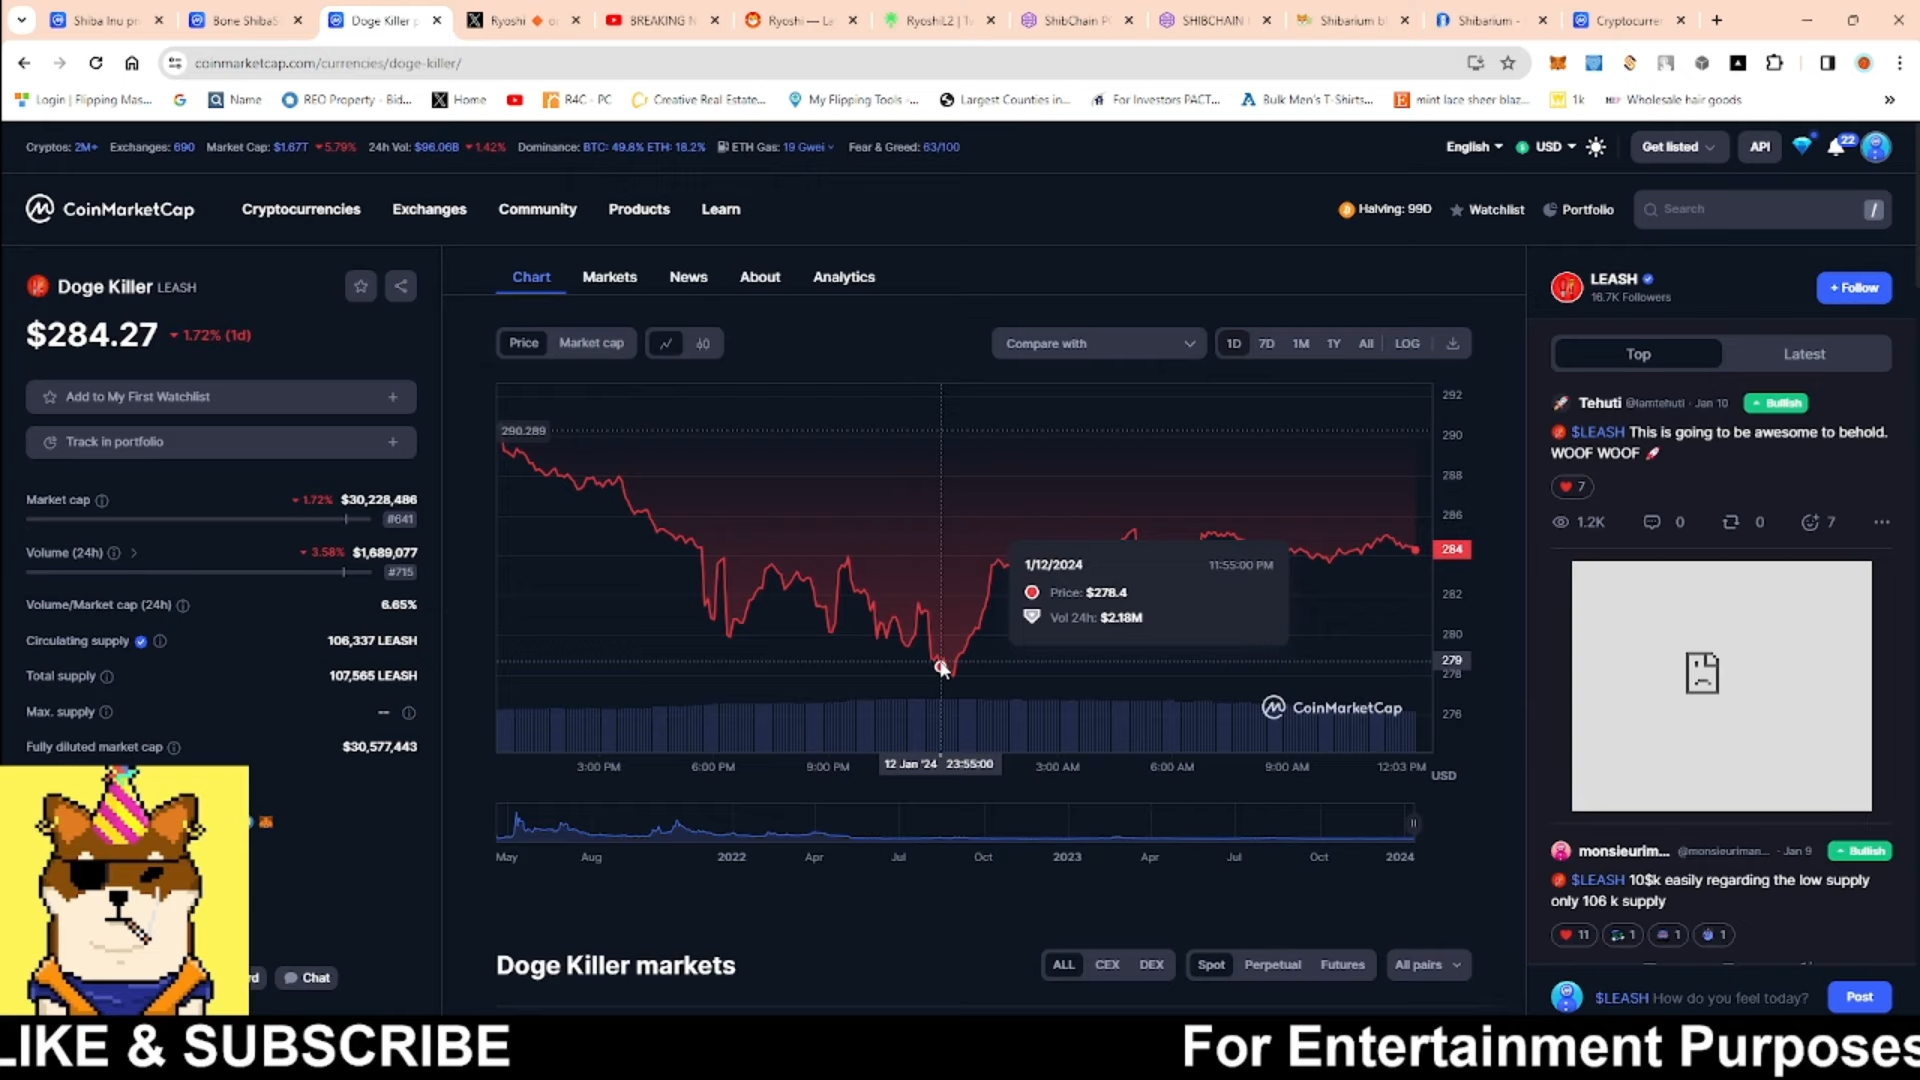 Shiba Inu pr
Bone ShibaS
Doge Killer p
Ryoshi 🔶 o
BREAKING N
Ryoshi — La
RyoshiL2 | Tw
ShibChain PO
SHIBCHAIN
Shibarium b
Shibarium -
Cryptocurre
coinmarketcap.com/currencies/doge-killer/
Login | Flipping Mas...
Name
REO Property - Bid...
Home
R4C - PC
Creative Real Estate...
My Flipping Tools -...
Largest Counties in...
For Investors PACT...
Bulk Men's T-Shirts...
mint lace sheer blaz...
1k
Wholesale hair goods
Cryptos: 2M+ Exchanges: 690 Market Cap: $1.67T 5.79% 24h Vol: $96.06B 1.42% Dominance: BTC: 49.8% ETH: 18.2% ETH Gas: 19 Gwei Fear & Greed: 63/100
English USD Get listed API 22
CoinMarketCap Cryptocurrencies Exchanges Community Products Learn
Halving: 99D Watchlist Portfolio Search /
Doge Killer LEASH
$284.27 1.72% (1d)
Add to My First Watchlist +
Track in portfolio +
Market cap 1.72% $30,228,486
#641
Volume (24h) 3.58% $1,689,077
#715
Volume/Market cap (24h) 6.65%
Circulating supply 106,337 LEASH
Total supply 107,565 LEASH
Max. supply --
Fully diluted market cap $30,577,443
rd Chat
Chart Markets News About Analytics
Price Market cap
Compare with
1D 7D 1M 1Y All LOG
290.289
292
290
288
286
284
282
280
279
278
276
1/12/2024 11:55:00 PM
Price: $278.4
Vol 24h: $2.18M
CoinMarketCap
3:00 PM 6:00 PM 9:00 PM 12 Jan '24 23:55:00 3:00 AM 6:00 AM 9:00 AM 12:03 PM
USD
May Aug 2022 Apr Jul Oct 2023 Apr Jul Oct 2024
Doge Killer markets
ALL CEX DEX Spot Perpetual Futures All pairs
LEASH
16.7K Followers
+ Follow
Top Latest
Tehuti @Iamtehuti · Jan 10 Bullish
$LEASH This is going to be awesome to behold.
WOOF WOOF 🚀
7
1.2K 0 0 7
monsieurim... @monsieuriman... · Jan 9 Bullish
$LEASH 10$k easily regarding the low supply
only 106 k supply
11 1 1 1
$LEASH How do you feel today? Post
LIKE & SUBSCRIBE
For Entertainment Purposes